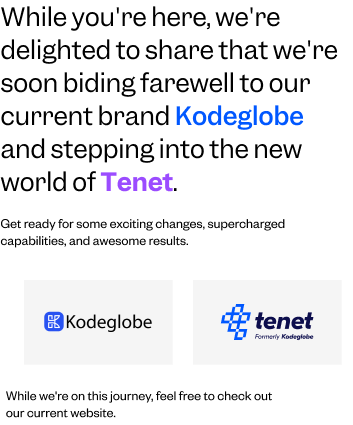 While you're here, we're
delighted to share that we're
soon biding farewell to our
current brand Kodeglobe
and stepping into the new
world of Tenet.
Get ready for some exciting changes, supercharged
capabilities, and awesome results.
Kodeglobe
tenet
Formerly Kodeglobe
While we're on this journey, feel free to check out
our current website.